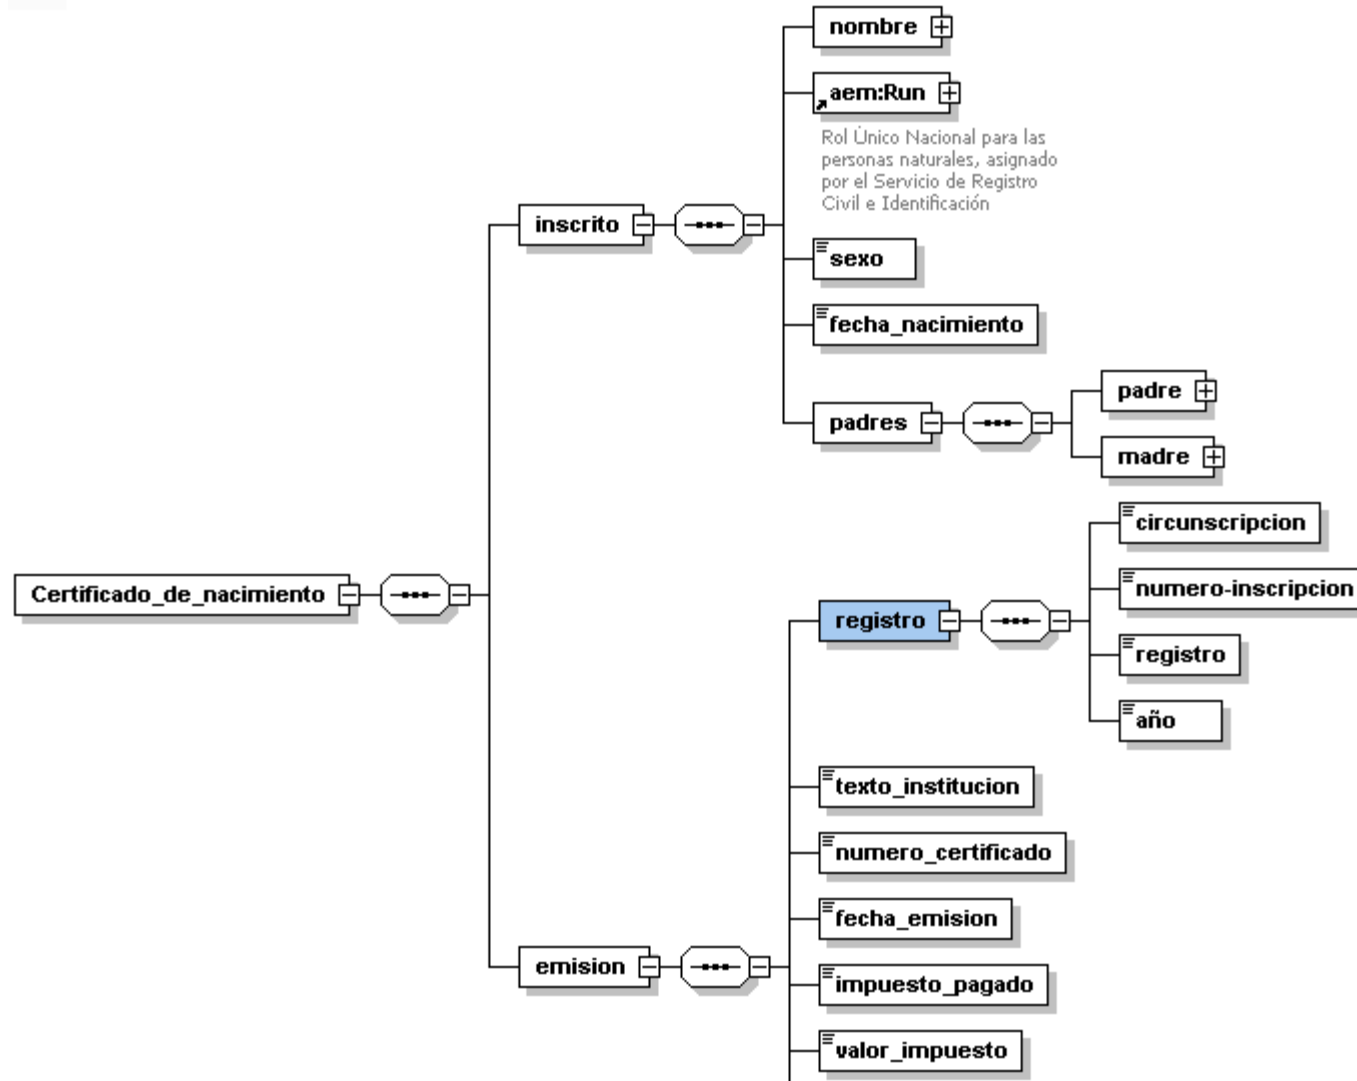 nombre
aem:Run
Rol Único Nacional para las
personas naturales, asignado
por el Servicio de Registro
Civil e Identificación
inscrito
sexo
fecha_nacimiento
padres
padre
madre
Certificado_de_nacimiento
circunscripcion
numero-inscripcion
registro
registro
año
texto_institucion
numero_certificado
fecha_emision
emision
impuesto_pagado
valor_impuesto